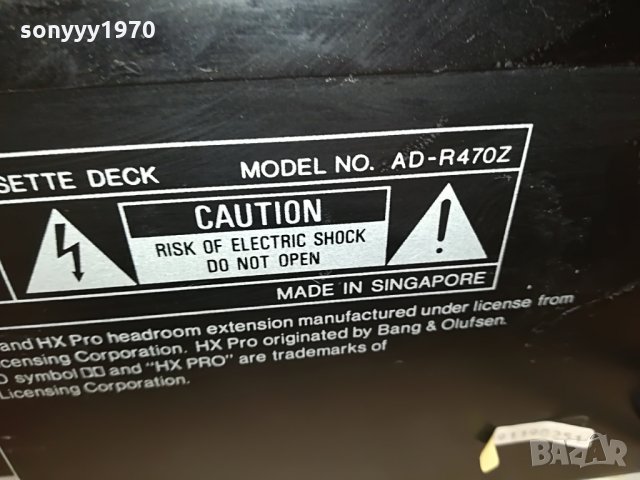 sonyyy1970
SETTE DECK MODEL NO. AD-R470Z
CAUTION
RISK OF ELECTRIC SHOCK
DO NOT OPEN
MADE IN SINGAPORE
and HX Pro headroom extension manufactured under license from
censing Corporation. HX Pro originated by Bang & Olufsen.
symbol and "HX PRO" are trademarks of
Licensing Corporation.
BAZAR